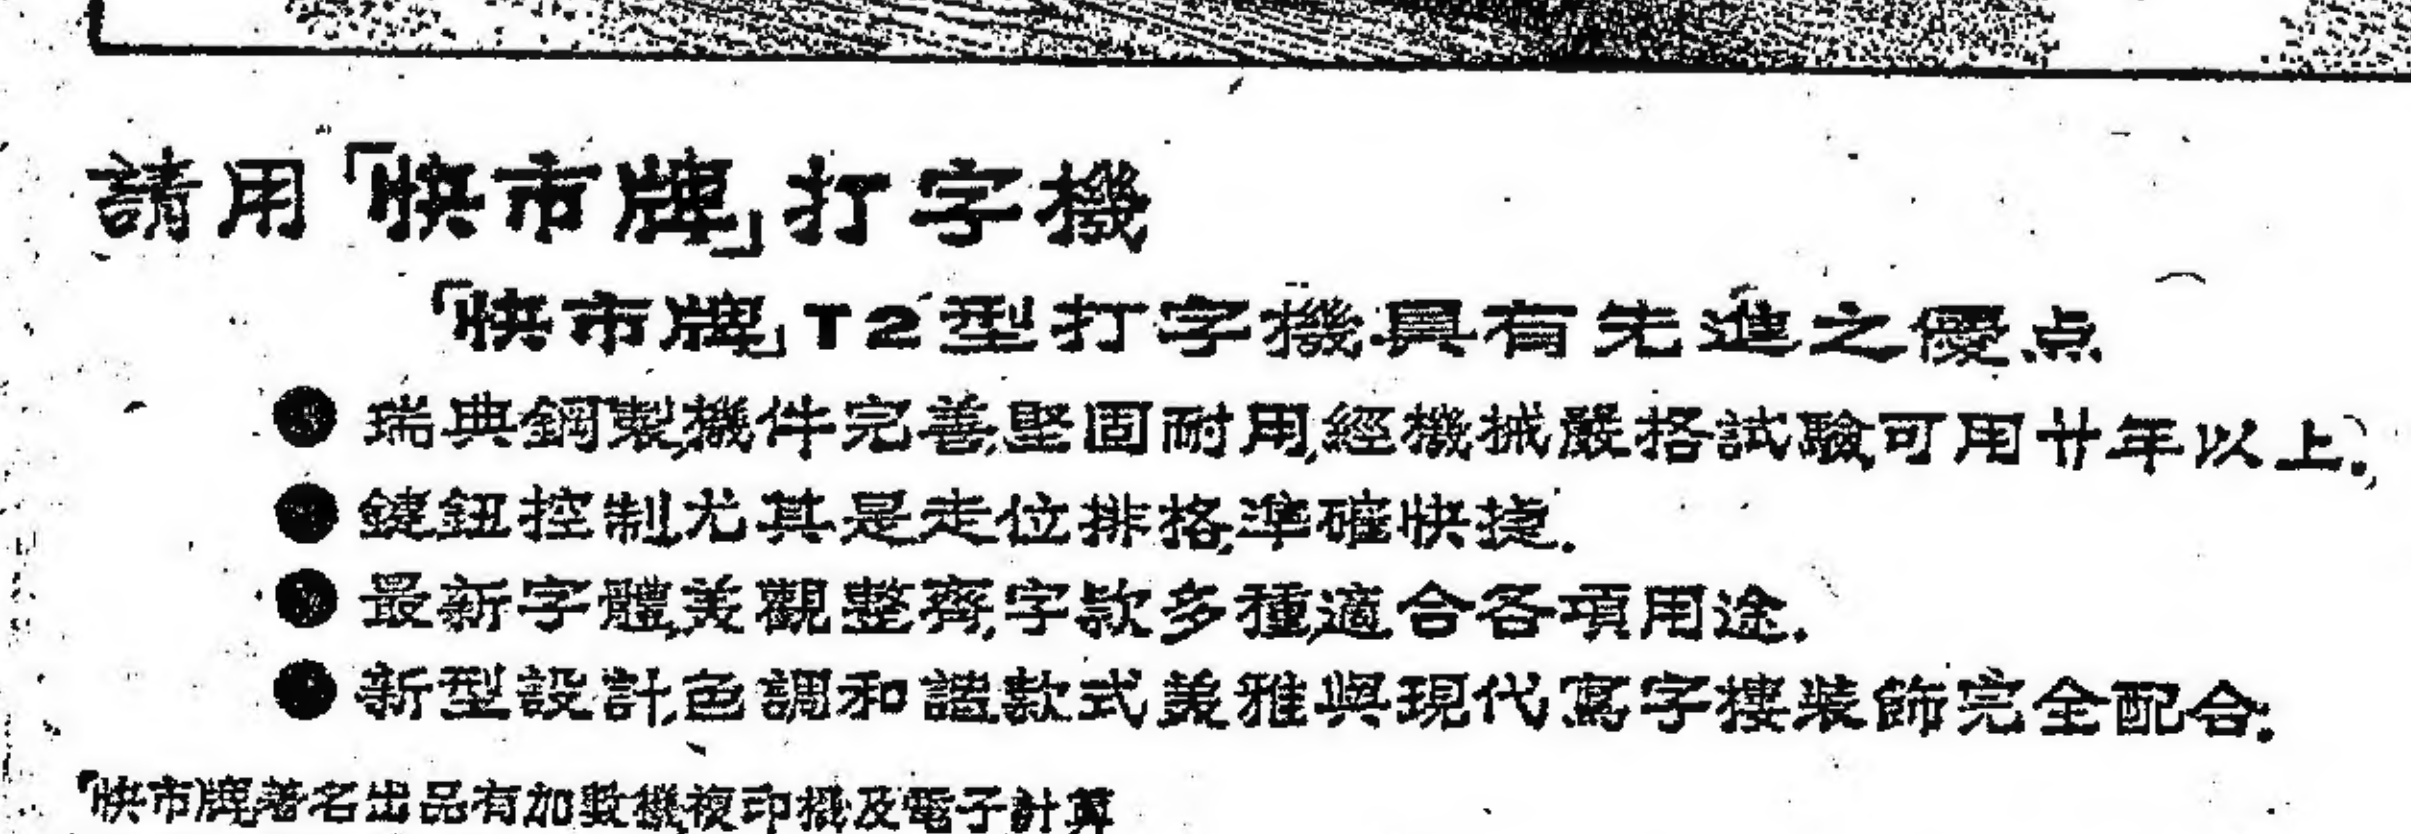 請用「快市牌」打字機
「快市牌」T2型打字機具有先進之優点
● 瑞典鋼製,機件完善,堅固耐用,經機械嚴格試驗,可用廿年以上.
● 鍵鈕控制,尤其是走位排格,準確快捷.
● 最新字體,美觀整齊,字款多種,適合各項用途.
● 新型設計,色調和諧,款式美雅,與現代寫字樓裝飾完全配合.
「快市牌」著名出品有加數機,複印機及電子計算